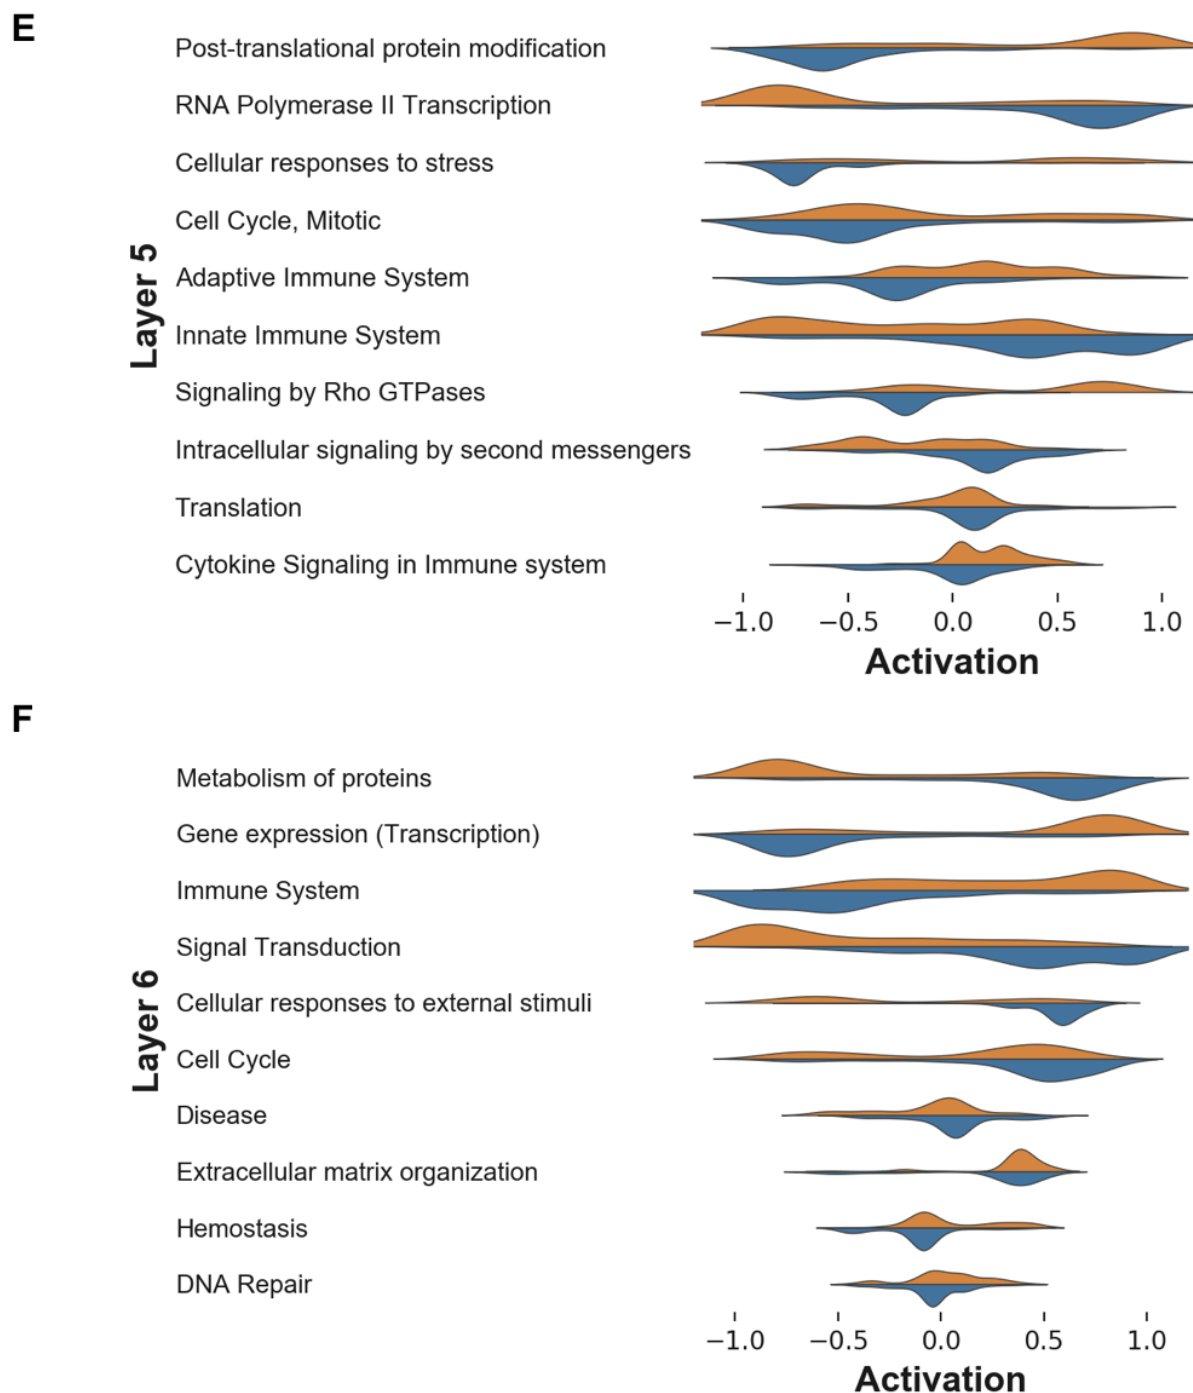 E
Post-translational protein modification
RNA Polymerase II Transcription
Cellular responses to stress
Cell Cycle, Mitotic
Adaptive Immune System
Innate Immune System
Signaling by Rho GTPases
Intracellular signaling by second messengers
Translation
Cytokine Signaling in Immune system
Layer 5
−1.0 −0.5 0.0 0.5 1.0
Activation
F
Metabolism of proteins
Gene expression (Transcription)
Immune System
Signal Transduction
Cellular responses to external stimuli
Cell Cycle
Disease
Extracellular matrix organization
Hemostasis
DNA Repair
Layer 6
−1.0 −0.5 0.0 0.5 1.0
Activation